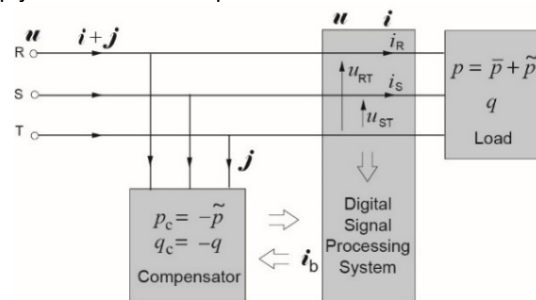 u i + j u i
R i_R
S u_RT i_S
T u_ST
p = p̄ + p̃
q
Load
j
p_c = −p̃
q_c = −q
Compensator
i_b
Digital
Signal
Processing
System